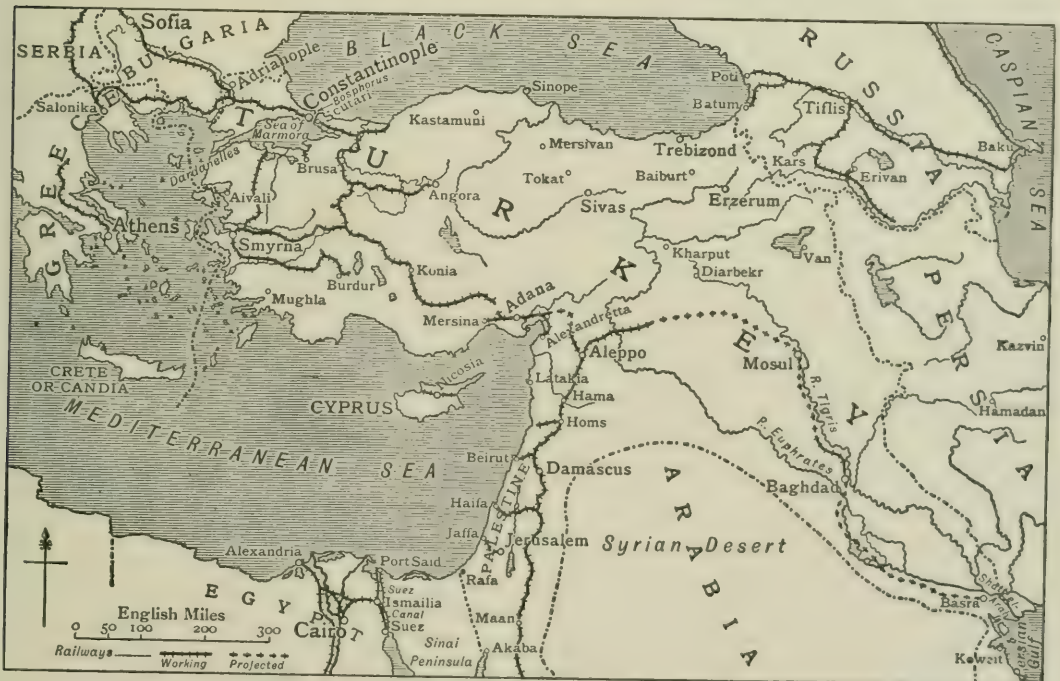 Sofia
SERBIA
BULGARIA
Adrianople
BLACK SEA
Constantinople
Bosphorus
Scutari
Salonika
Sea of Marmora
Dardanelles
Brusa
Kastamuni
Sinope
Mersivan
Tokat
Sivas
Trebizond
Baiburt
Erzerum
Poti
Batum
Tiflis
Kars
Erivan
RUSSIA
Baku
CASPIAN SEA
GREECE
Athens
Aivali
Smyrna
Angora
TURKEY
Kharput
Diarbekr
Van
PERSIA
Mughla
Burdur
Konia
Adana
Mersina
Alexandretta
Aleppo
Mosul
R. Tigris
Kazvin
Hamadan
CRETE
OR CANDIA
Nicosia
CYPRUS
Latakia
Hama
Homs
MEDITERRANEAN SEA
Beirut
Damascus
R. Euphrates
Baghdad
Haifa
PALESTINE
Jaffa
Jerusalem
Syrian Desert
ARABIA
Alexandria
Port Said
Rafa
EGYPT
Suez
Canal
Ismailia
Cairo
Suez
Maan
Sinai
Peninsula
Akaba
Basra
Shat-el-
Arab
Koweit
Persian
Gulf
English Miles
0 50 100 200 300
Railways Working Projected